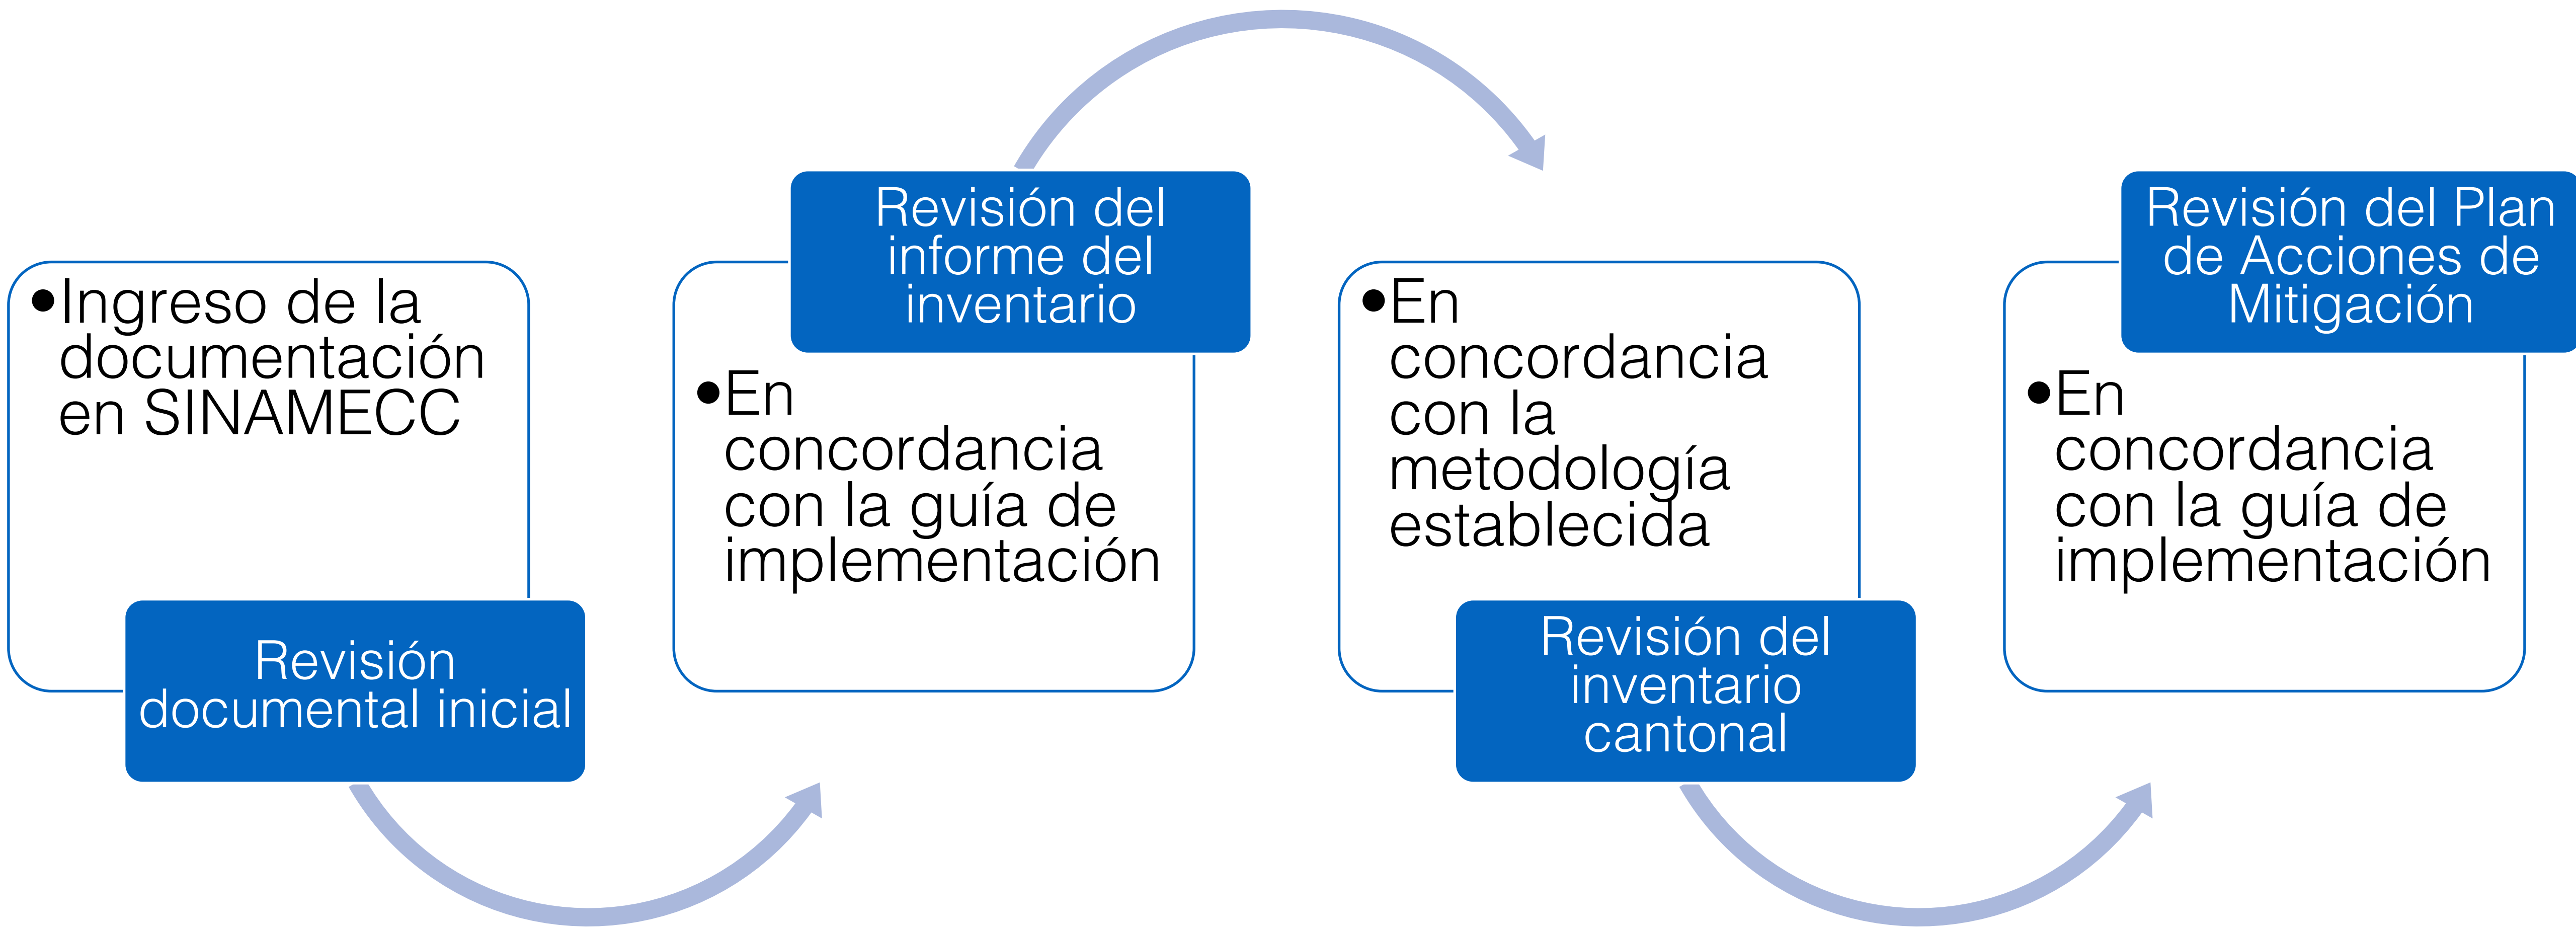 •Ingreso de la
documentación
en SINAMECC
Revisión
documental inicial
Revisión del
informe del
inventario
•En
concordancia
con la guía de
implementación
•En
concordancia
con la
metodología
establecida
Revisión del
inventario
cantonal
Revisión del Plan
de Acciones de
Mitigación
•En
concordancia
con la guía de
implementación